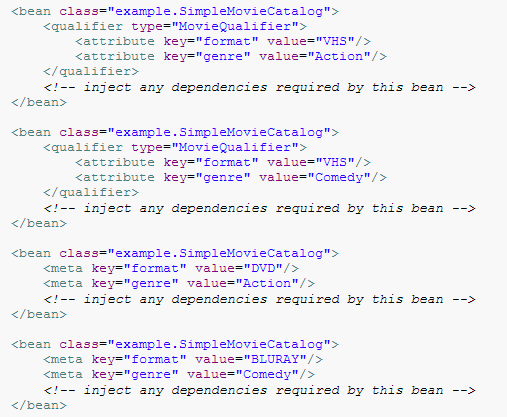 <bean class="example.SimpleMovieCatalog">
    <qualifier type="MovieQualifier">
        <attribute key="format" value="VHS"/>
        <attribute key="genre" value="Action"/>
    </qualifier>
    <!-- inject any dependencies required by this bean -->
</bean>

<bean class="example.SimpleMovieCatalog">
    <qualifier type="MovieQualifier">
        <attribute key="format" value="VHS"/>
        <attribute key="genre" value="Comedy"/>
    </qualifier>
    <!-- inject any dependencies required by this bean -->
</bean>

<bean class="example.SimpleMovieCatalog">
    <meta key="format" value="DVD"/>
    <meta key="genre" value="Action"/>
    <!-- inject any dependencies required by this bean -->
</bean>

<bean class="example.SimpleMovieCatalog">
    <meta key="format" value="BLURAY"/>
    <meta key="genre" value="Comedy"/>
    <!-- inject any dependencies required by this bean -->
</bean>